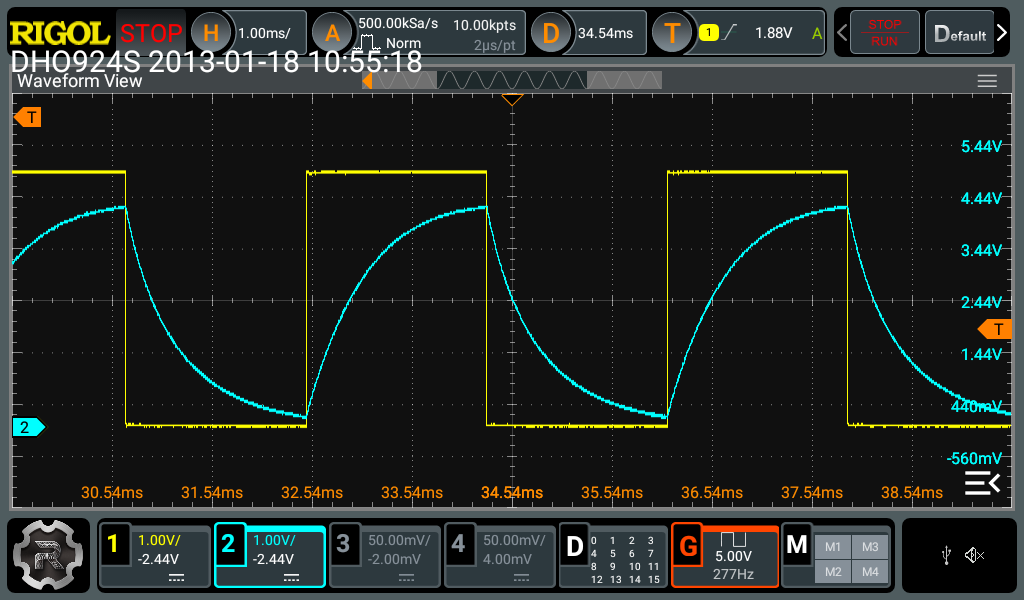 RIGOL STOP H 1.00ms/ A 500.00kSa/s 10.00kpts D 34.54ms T 1 1.88V A STOP Default
Norm 2µs/pt RUN
DHO924S 2013-01-18 10:55:18
Waveform View
T
5.44V
4.44V
3.44V
2.44V
T
1.44V
440mV
2
-560mV
30.54ms 31.54ms 32.54ms 33.54ms 34.54ms 35.54ms 36.54ms 37.54ms 38.54ms
1 1.00V/ 2 1.00V/ 3 50.00mV/ 4 50.00mV/ D 0 1 2 3 G 5.00V M M1 M3
-2.44V -2.44V -2.00mV 4.00mV 4 5 6 7 277Hz M2 M4
8 9 10 11
12 13 14 15
R